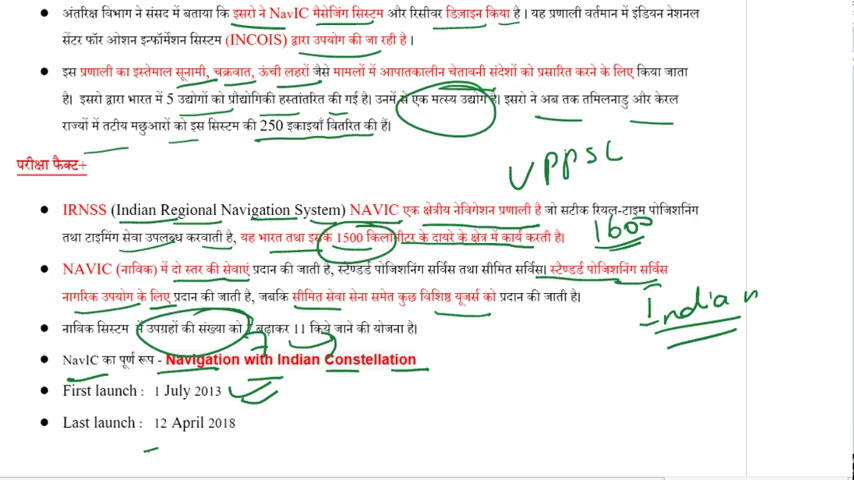 अंतरिक्ष विभाग ने संसद में बताया कि इसरो ने NavIC मैसेजिंग सिस्टम और रिसीवर डिज़ाइन किया है। यह प्रणाली वर्तमान में इंडियन नेशनल
सेंटर फॉर ओशन इन्फॉर्मेशन सिस्टम (INCOIS) द्वारा उपयोग की जा रही है।
इस प्रणाली का इस्तेमाल सूनामी, चक्रवात, ऊंची लहरों जैसे मामलों में आपातकालीन चेतावनी संदेशों को प्रसारित करने के लिए किया जाता
है। इसरो द्वारा भारत में 5 उद्योगों को प्रौद्योगिकी हस्तांतरित की गई है। उनमें से एक मत्स्य उद्योग है। इसरो ने अब तक तमिलनाडु और केरल
राज्यों में तटीय मछुआरों को इस सिस्टम की 250 इकाइयाँ वितरित की हैं।
UPPSC
परीक्षा फैक्ट+
IRNSS (Indian Regional Navigation System) NAVIC एक क्षेत्रीय नेविगेशन प्रणाली है जो सटीक रियल-टाइम पोजिशनिंग
तथा टाइमिंग सेवा उपलब्ध करवाती है, यह भारत तथा इसके 1500 किलोमीटर के दायरे के क्षेत्र में कार्य करती है।
1600
NAVIC (नाविक) में दो स्तर की सेवाएं प्रदान की जाती है, स्टैण्डर्ड पोजिशनिंग सर्विस तथा सीमित सर्विस। स्टैण्डर्ड पोजिशनिंग सर्विस
नागरिक उपयोग के लिए प्रदान की जाती है, जबकि सीमित सेवा सेना समेत कुछ विशिष्ठ यूजर्स को प्रदान की जाती है।
Indian
नाविक सिस्टम में उपग्रहों की संख्या को 7 बढ़ाकर 11 किये जाने की योजना है।
NavIC का पूर्ण रूप - Navigation with Indian Constellation
First launch : 1 July 2013
Last launch : 12 April 2018